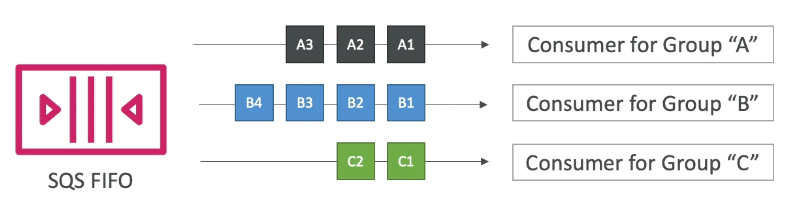 A3 A2 A1 Consumer for Group “A”
B4 B3 B2 B1 Consumer for Group “B”
C2 C1 Consumer for Group “C”
SQS FIFO